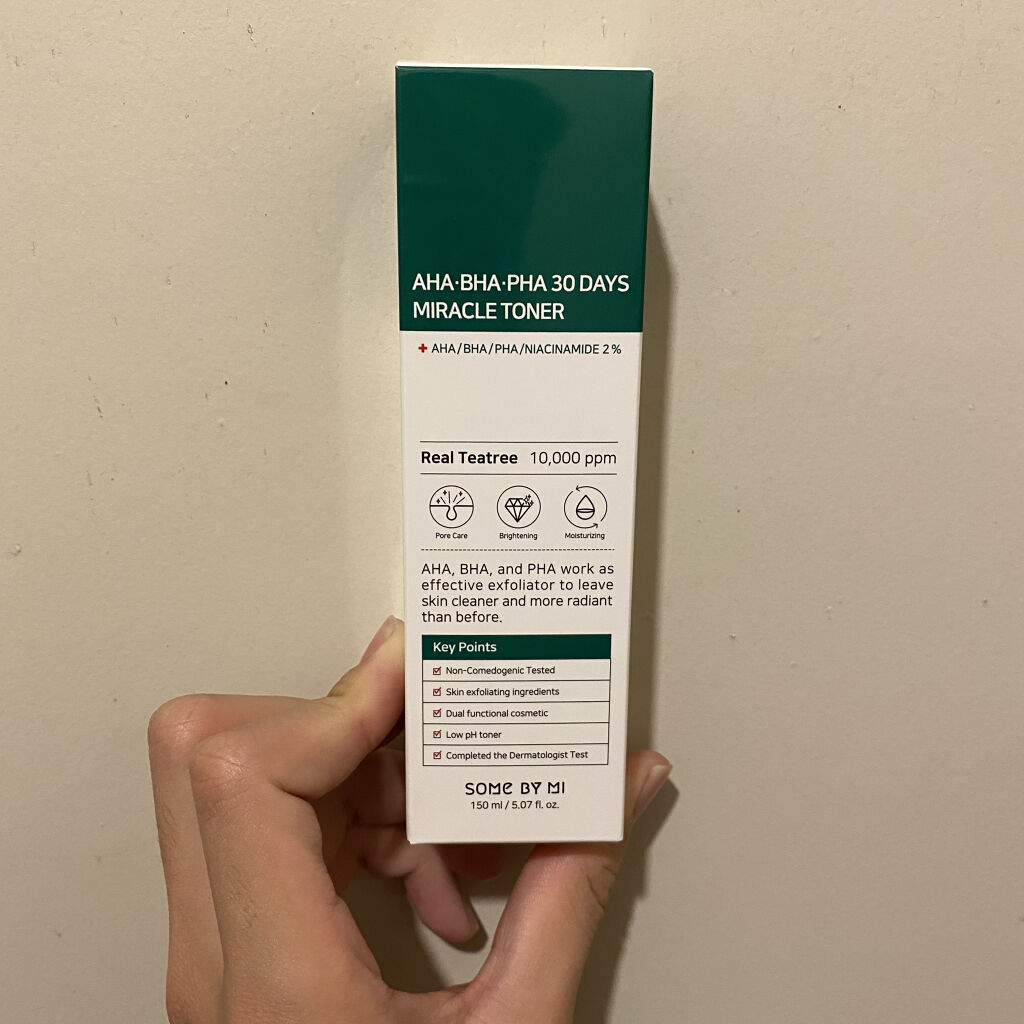 AHA·BHA·PHA 30 DAYS
MIRACLE TONER
+ AHA/BHA/PHA/NIACINAMIDE 2%
Real Teatree 10,000 ppm
Pore Care Brightening Moisturizing
AHA, BHA, and PHA work as
effective exfoliator to leave
skin cleaner and more radiant
than before.
Key Points
Non-Comedogenic Tested
Skin exfoliating ingredients
Dual functional cosmetic
Low pH toner
Completed the Dermatologist Test
SOME BY MI
150 ml / 5.07 fl. oz.